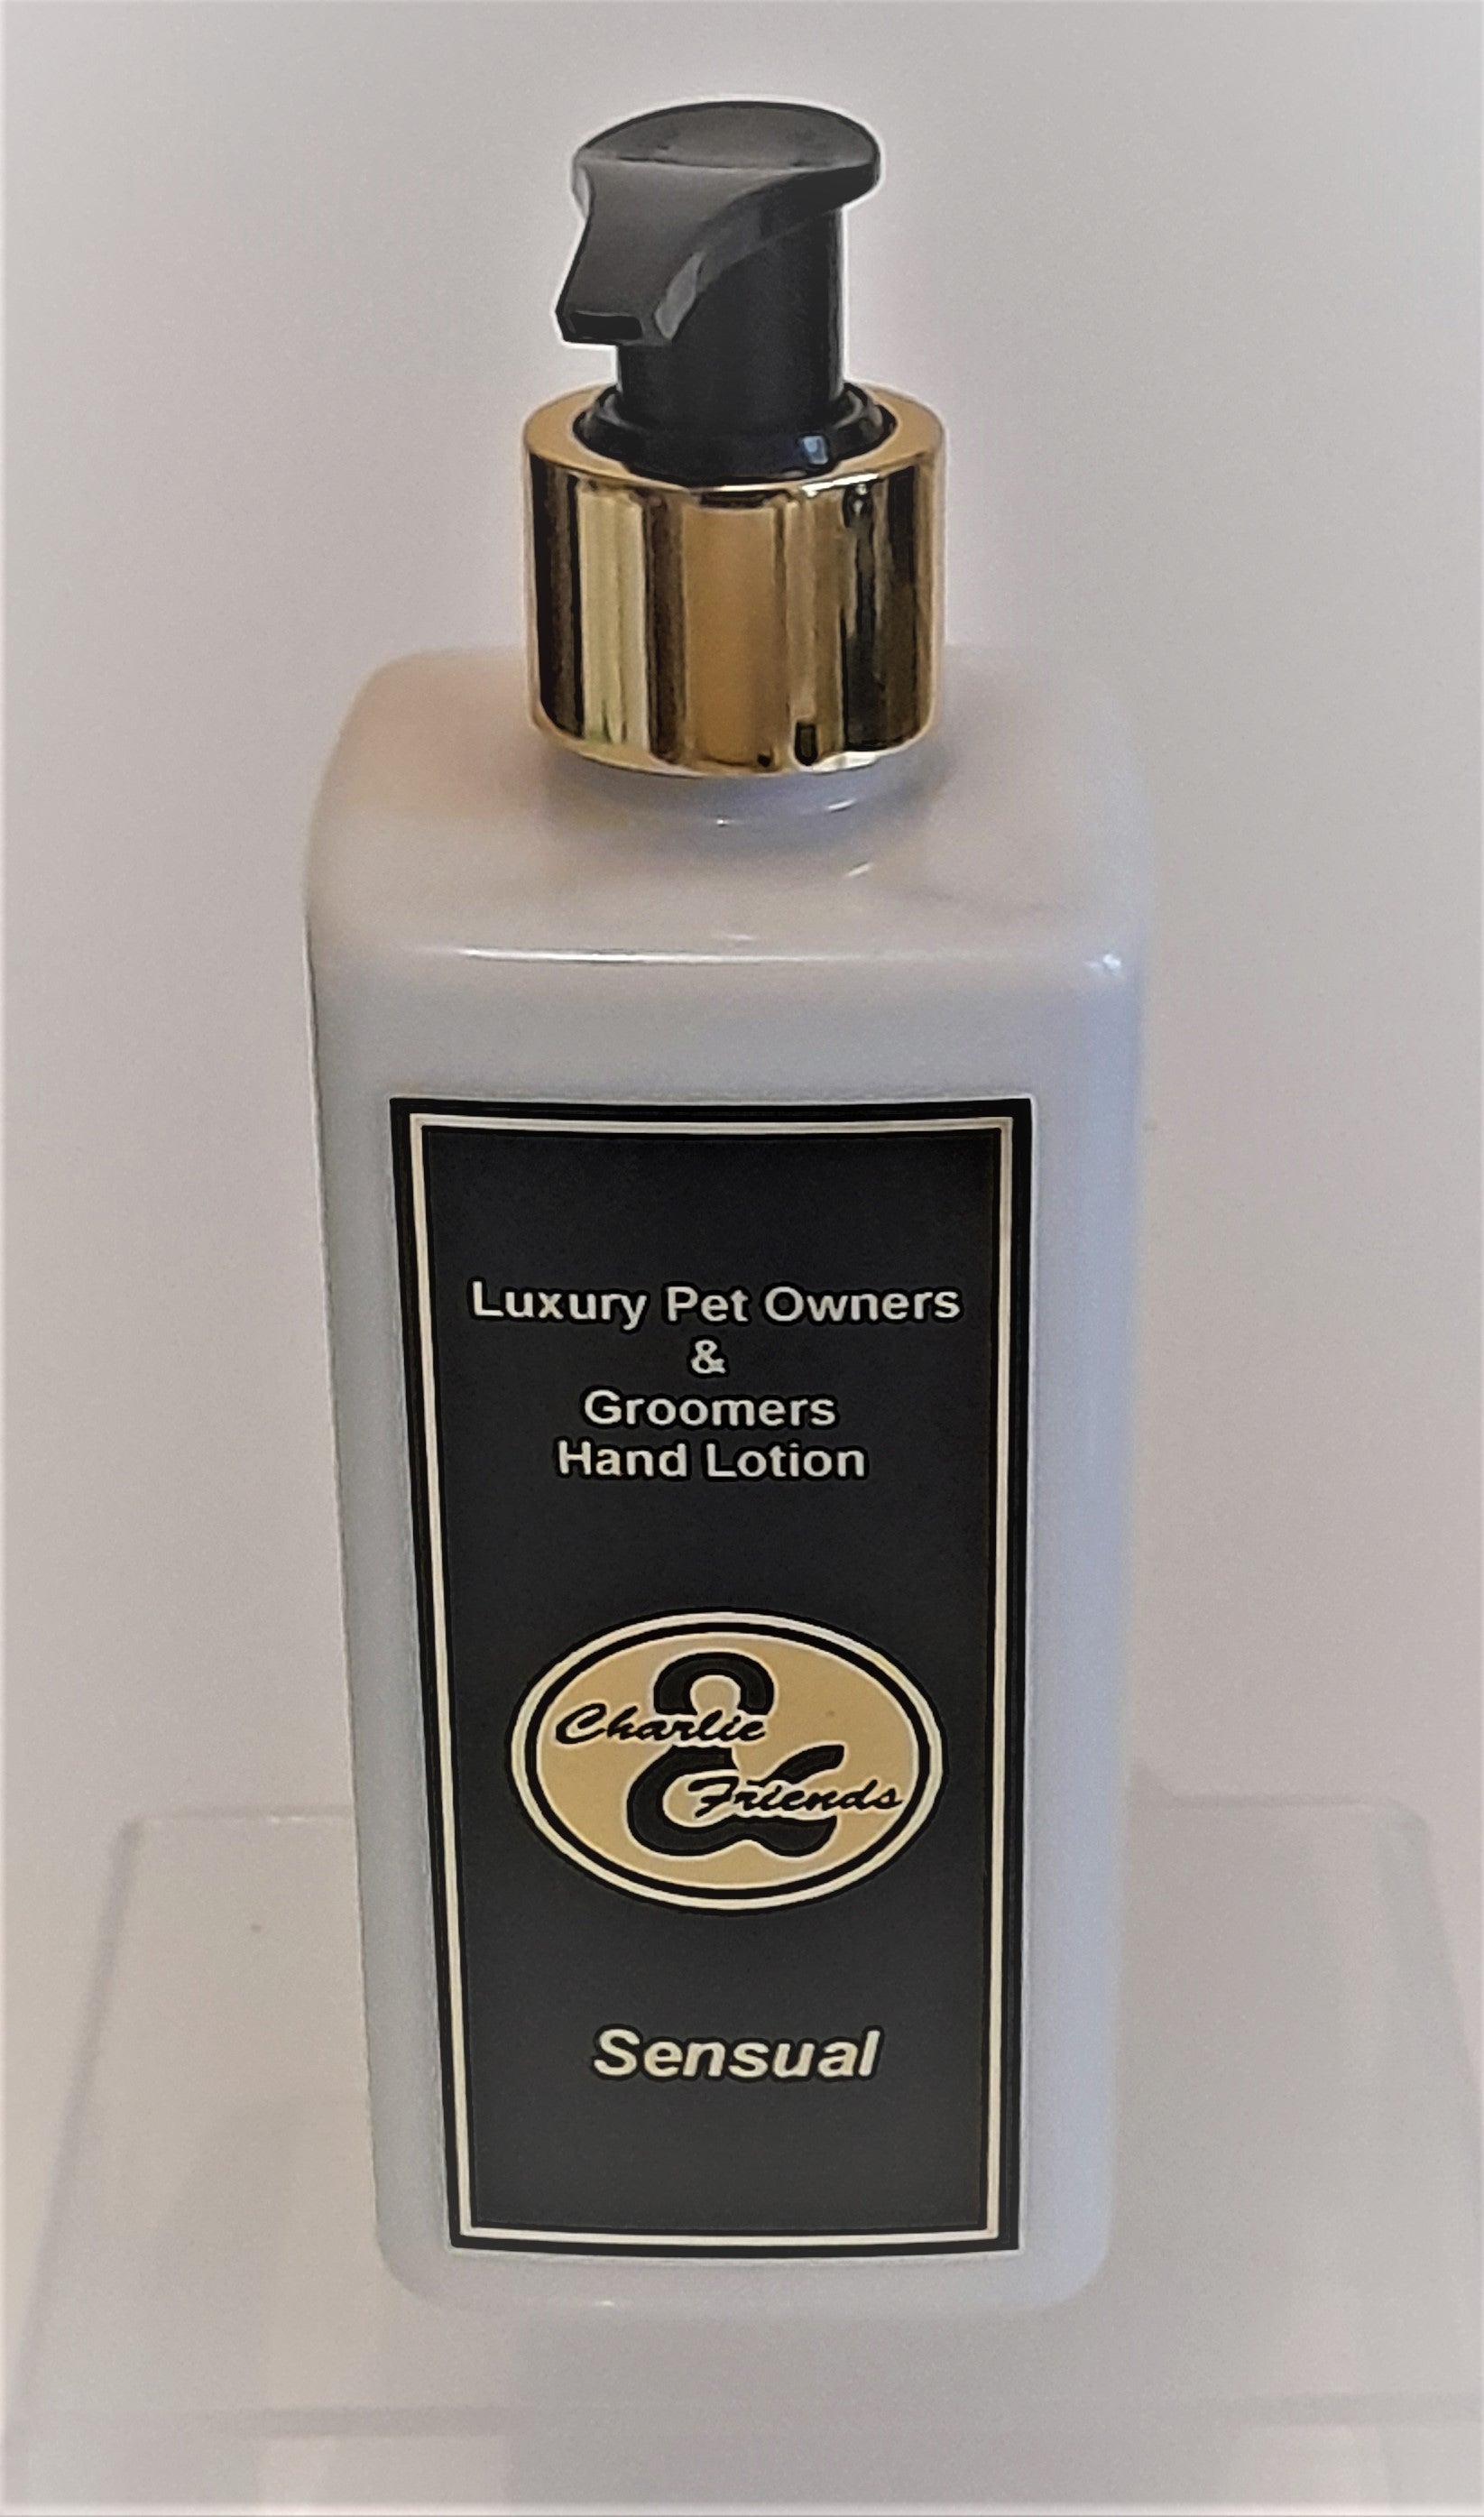 Luxury Pet Owners
&
Groomers
Hand Lotion
Charlie
&
Friends
Sensual